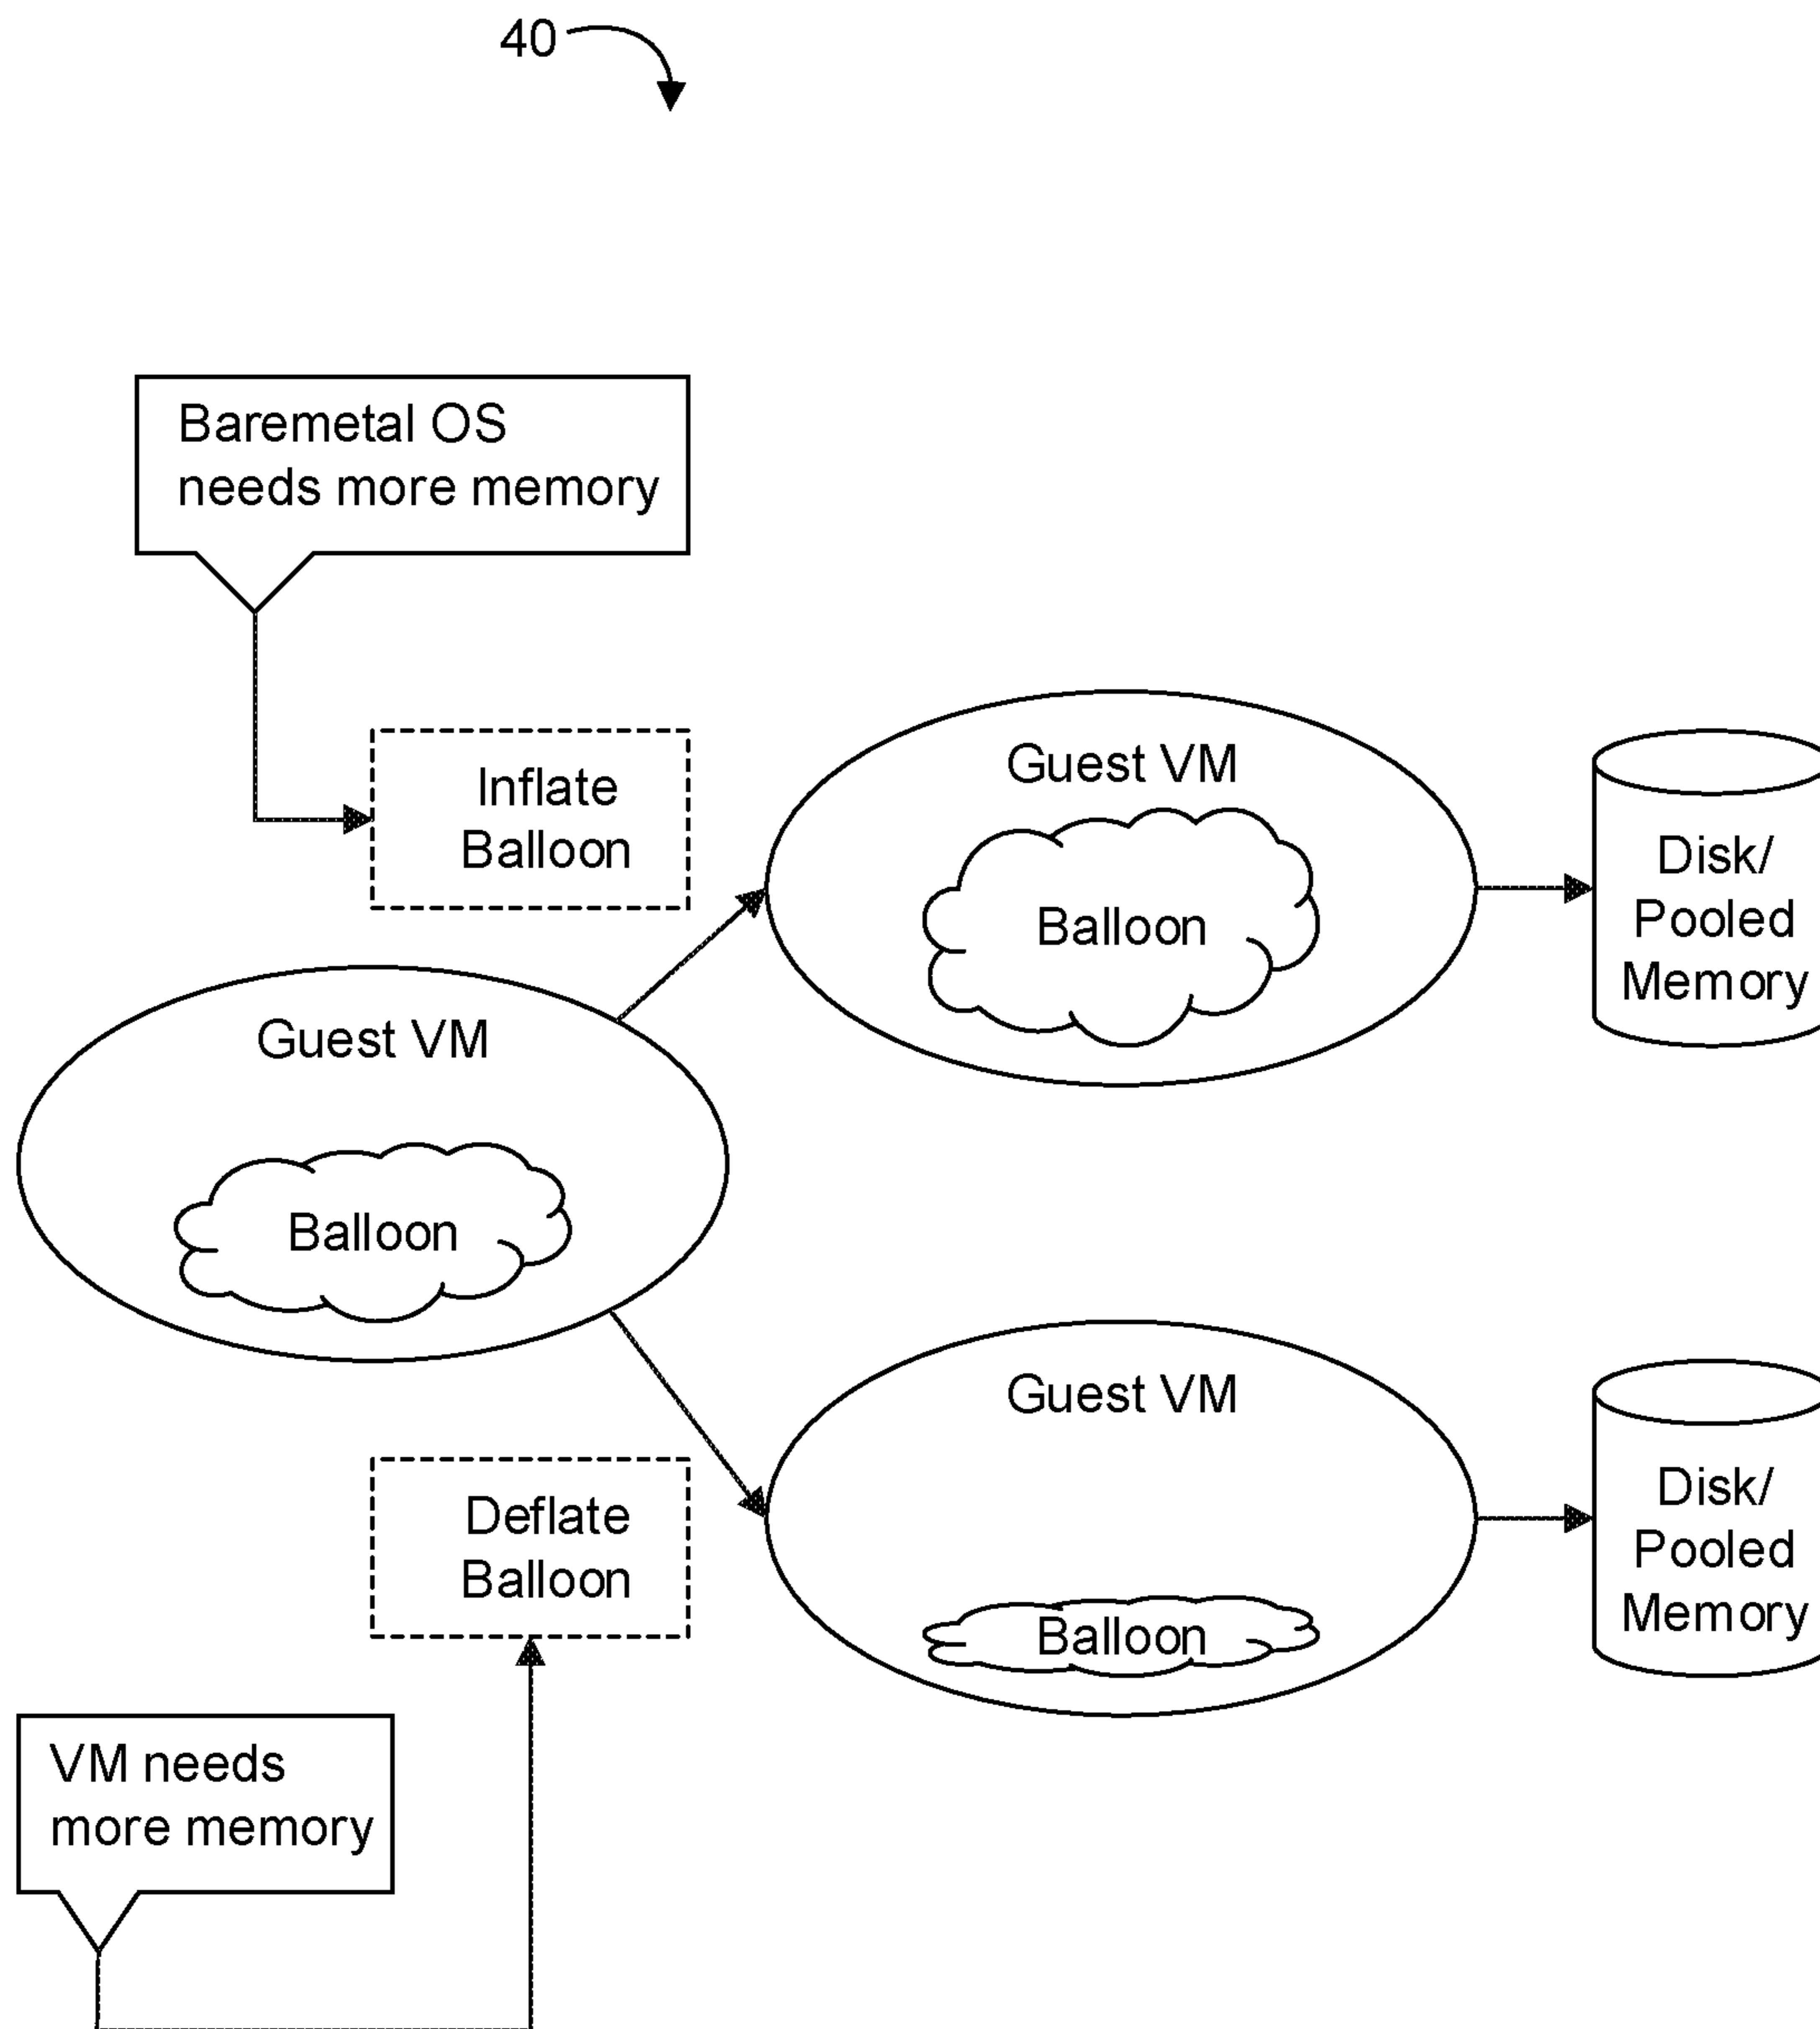 40
Baremetal OS
needs more memory
Inflate
Balloon
Guest VM
Balloon
Disk/
Pooled
Memory
Guest VM
Balloon
Deflate
Balloon
Guest VM
Balloon
Disk/
Pooled
Memory
VM needs
more memory